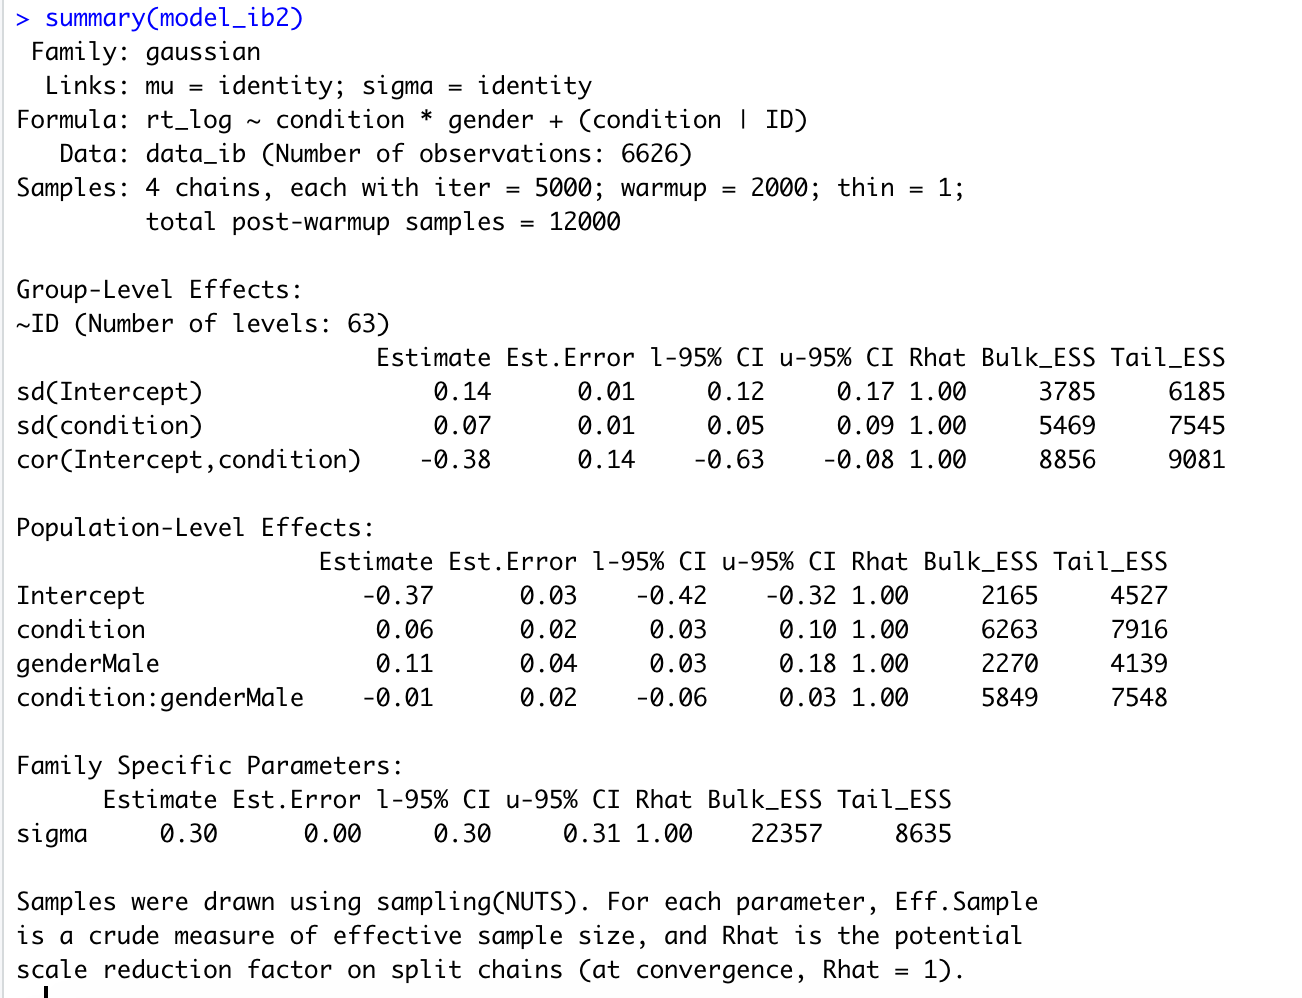 > summary(model_ib2)
 Family: gaussian
  Links: mu = identity; sigma = identity
Formula: rt_log ~ condition * gender + (condition | ID)
   Data: data_ib (Number of observations: 6626)
Samples: 4 chains, each with iter = 5000; warmup = 2000; thin = 1;
         total post-warmup samples = 12000

Group-Level Effects:
~ID (Number of levels: 63)
                         Estimate Est.Error l-95% CI u-95% CI Rhat Bulk_ESS Tail_ESS
sd(Intercept)                0.14      0.01     0.12     0.17 1.00     3785     6185
sd(condition)                0.07      0.01     0.05     0.09 1.00     5469     7545
cor(Intercept,condition)    -0.38      0.14    -0.63    -0.08 1.00     8856     9081

Population-Level Effects:
                     Estimate Est.Error l-95% CI u-95% CI Rhat Bulk_ESS Tail_ESS
Intercept               -0.37      0.03    -0.42    -0.32 1.00     2165     4527
condition                0.06      0.02     0.03     0.10 1.00     6263     7916
genderMale               0.11      0.04     0.03     0.18 1.00     2270     4139
condition:genderMale    -0.01      0.02    -0.06     0.03 1.00     5849     7548

Family Specific Parameters:
      Estimate Est.Error l-95% CI u-95% CI Rhat Bulk_ESS Tail_ESS
sigma     0.30      0.00     0.30     0.31 1.00    22357     8635

Samples were drawn using sampling(NUTS). For each parameter, Eff.Sample
is a crude measure of effective sample size, and Rhat is the potential
scale reduction factor on split chains (at convergence, Rhat = 1).